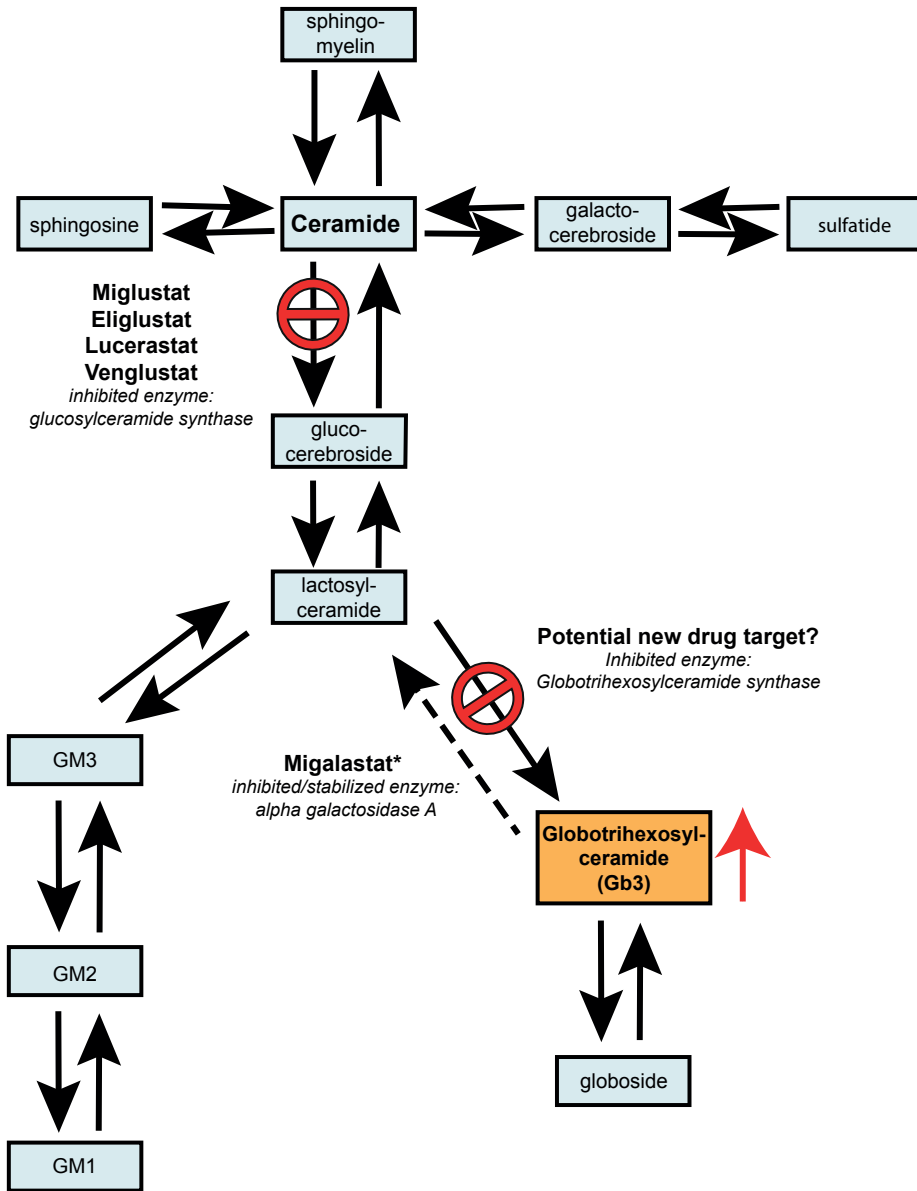 sphingo-
myelin
sphingosine
Ceramide
galacto-
cerebroside
sulfatide
Miglustat
Eliglustat
Lucerastat
Venglustat
inhibited enzyme:
glucosylceramide synthase
gluco-
cerebroside
lactosyl-
ceramide
Potential new drug target?
Inhibited enzyme:
Globotrihexosylceramide synthase
GM3
Migalastat*
inhibited/stabilized enzyme:
alpha galactosidase A
Globotrihexosyl-
ceramide
(Gb3)
GM2
globoside
GM1